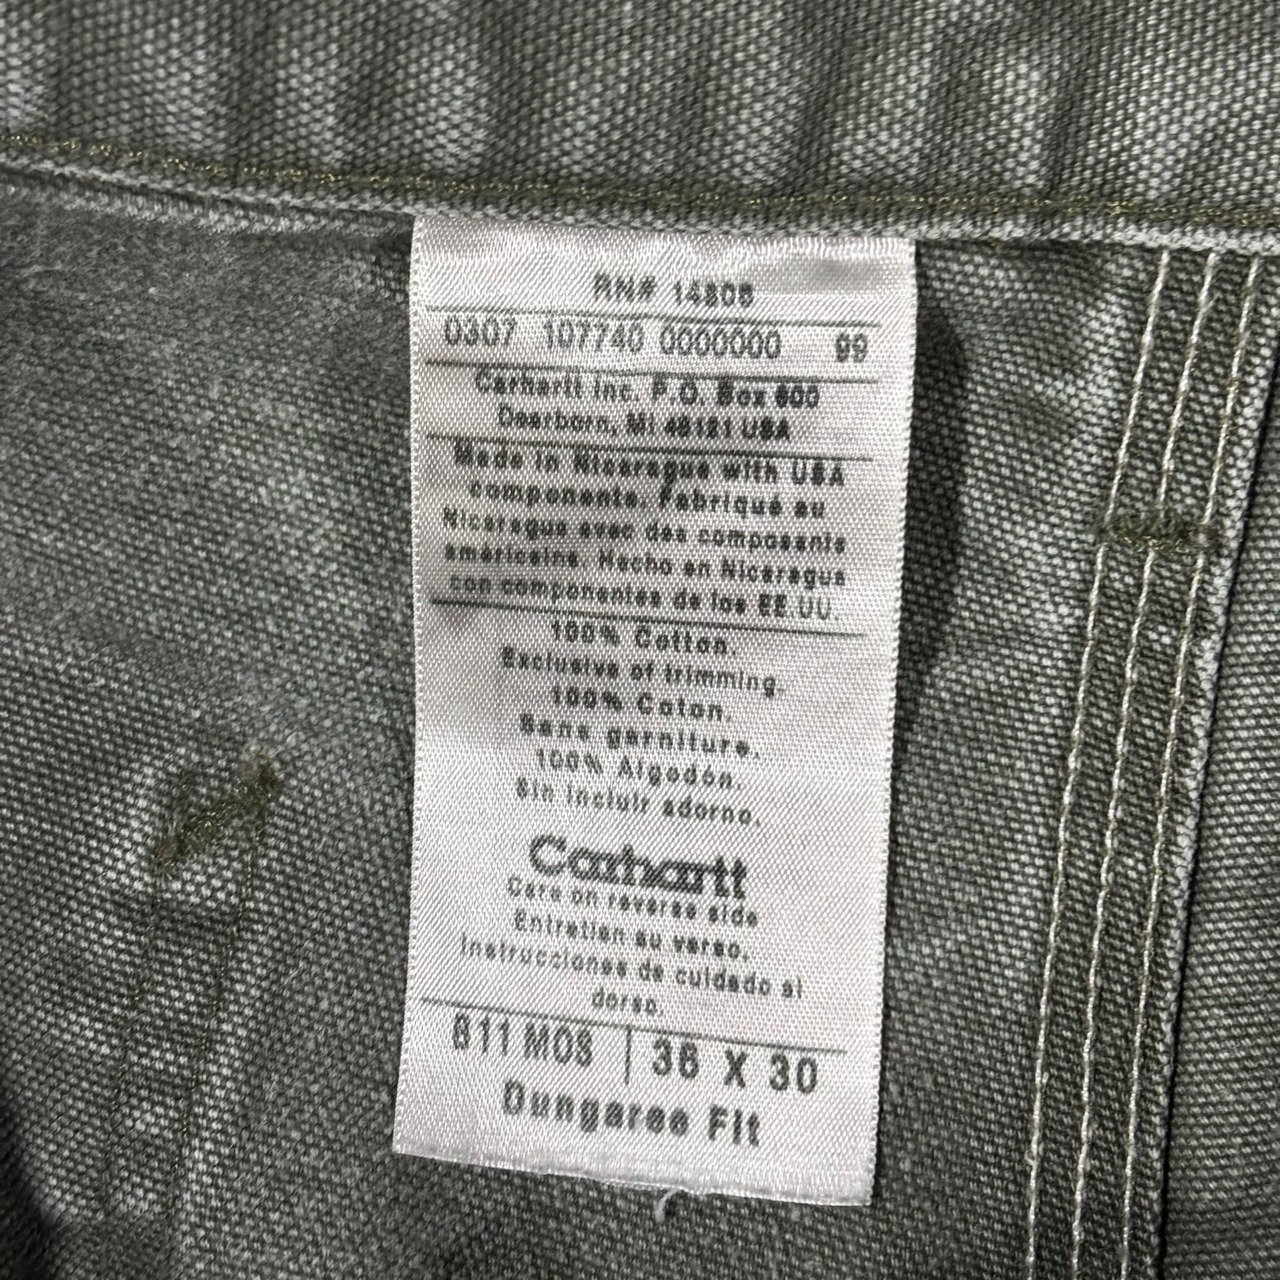 RN# 14806
0307 107740 0000000 99
Carhartt Inc. P.O. Box 600
Dearborn, MI 48121 USA
Made in Nicaragua with USA
components. Fabriqué au
Nicaragua avec des composants
américains. Hecho en Nicaragua
con componentes de los EE.UU.
100% Cotton.
Exclusive of trimming.
100% Coton.
Sans garniture.
100% Algodón.
Sin incluir adorno.
Carhartt
Care on reverse side
Entretien au verso.
Instrucciones de cuidado al
dorso.
B11 MOS | 36 X 30
Dungaree Fit